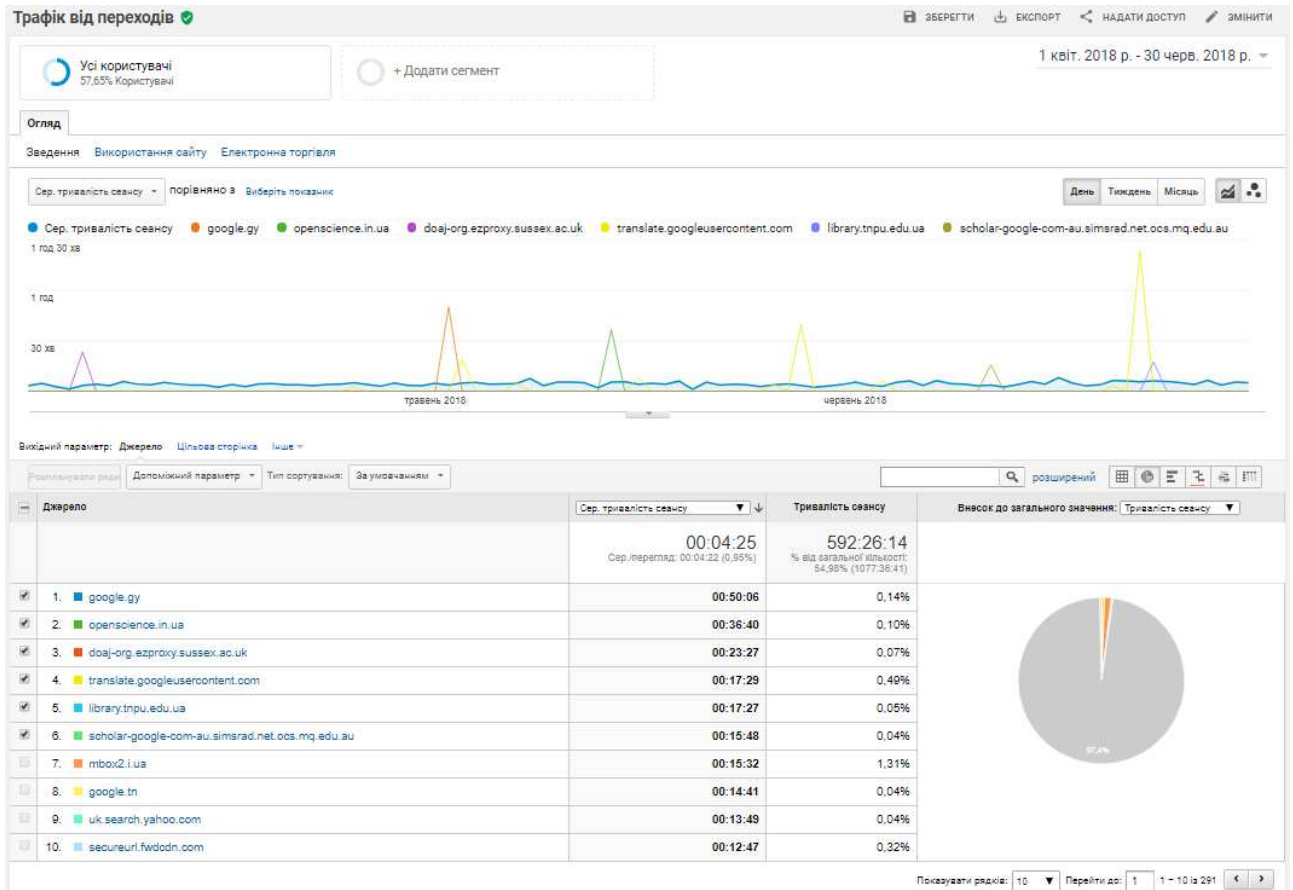 Трафік від переходів
ЗБЕРЕГТИ ЕКСПОРТ НАДАТИ ДОСТУП ЗМІНИТИ
Усі користувачі
57,65% Користувачі
+ Додати сегмент
1 квіт. 2018 р. - 30 черв. 2018 р.
Огляд
Зведення Використання сайту Електронна торгівля
Сер. тривалість сеансу порівняно з Виберіть показник
День Тиждень Місяць
Сер. тривалість сеансу google.gy openscience.in.ua doaj-org.ezproxy.sussex.ac.uk translate.googleusercontent.com library.tnpu.edu.ua scholar-google-com-au.simsrad.net.ocs.mq.edu.au
1 год 30 хв
1 год
30 хв
травень 2018 червень 2018
Вихідний параметр: Джерело Цільова сторінка Інше
Розпланувати ряди Допоміжний параметр Тип сортування: За умовчанням розширений
Джерело Сер. тривалість сеансу Тривалість сеансу Внесок до загального значення: Тривалість сеансу
00:04:25 592:26:14
Сер./перегляд: 00:04:22 (0,95%) % від загальної кількості:
54,98% (1077:36:41)
1. google.gy 00:50:06 0,14%
2. openscience.in.ua 00:36:40 0,10%
3. doaj-org.ezproxy.sussex.ac.uk 00:23:27 0,07%
4. translate.googleusercontent.com 00:17:29 0,49%
5. library.tnpu.edu.ua 00:17:27 0,05%
6. scholar-google-com-au.simsrad.net.ocs.mq.edu.au 00:15:48 0,04%
7. mbox2.i.ua 00:15:32 1,31%
97,4%
8. google.tn 00:14:41 0,04%
9. uk.search.yahoo.com 00:13:49 0,04%
10. secureurl.fwdcdn.com 00:12:47 0,32%
Показувати рядків: 10 Перейти до: 1 1 – 10 із 291